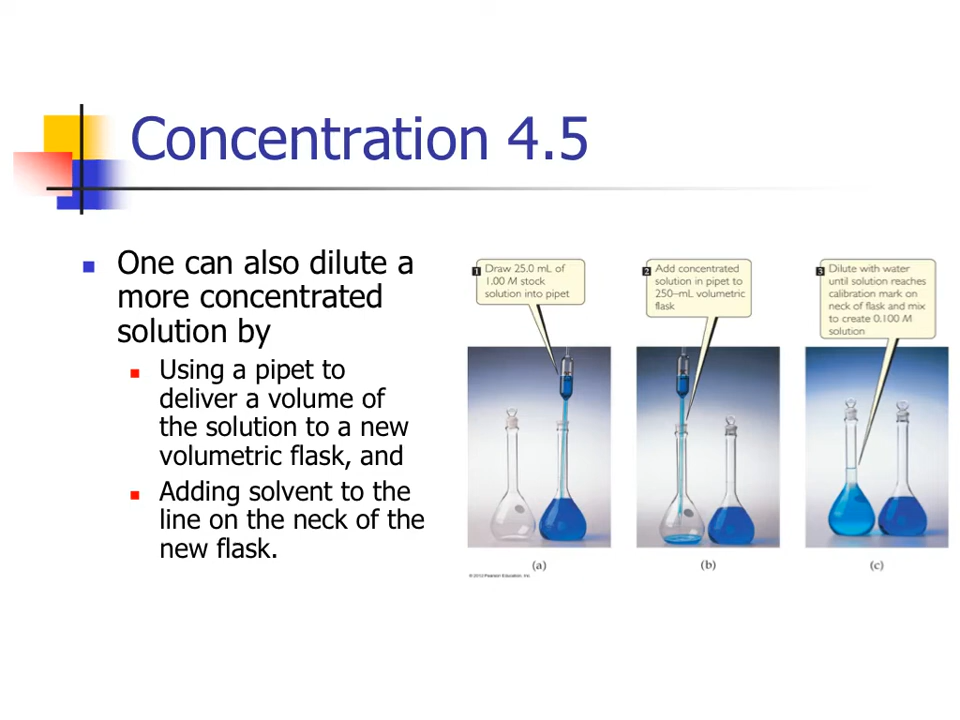 Concentration 4.5
One can also dilute a
more concentrated
solution by
Using a pipet to
deliver a volume of
the solution to a new
volumetric flask, and
Adding solvent to the
line on the neck of the
new flask.
1 Draw 25.0 mL of
1.00 M stock
solution into pipet
2 Add concentrated
solution in pipet to
250–mL volumetric
flask
3 Dilute with water
until solution reaches
calibration mark on
neck of flask and mix
to create 0.100 M
solution
(a)
(b)
(c)
© 2012 Pearson Education, Inc.